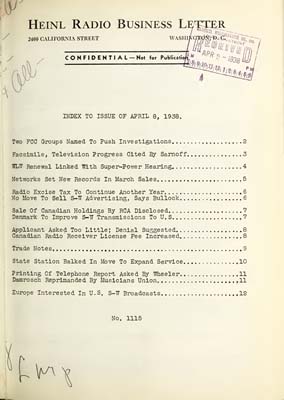 HEINL RADIO BUSINESS LETTER
2400 CALIFORNIA STREET WASHINGTON, D. C.
CONFIDENTIAL—Not for Publication
RECEIVED
APR 9 - 1938
INDEX TO ISSUE OF APRIL 8, 1938.
Two FCC Groups Named To Push Investigations....................2
Facsimile, Television Progress Cited By Sarnoff................3
WLW Renewal Linked With Super-Power Hearing....................4
Networks Set New Records In March Sales........................5
Radio Excise Tax To Continue Another Year......................6
No Move To Sell S-W Advertising, Says Bullock..................6
Sale Of Canadian Holdings By RCA Disclosed.....................7
Denmark To Improve S-W Transmissions To U.S....................7
Applicant Asked Too Little; Denial Suggested...................8
Canadian Radio Receiver License Fee Increased..................8
Trade Notes....................................................9
State Station Balked In Move To Expand Service................10
Printing Of Telephone Report Asked By Wheeler.................11
Damrosch Reprimanded By Musicians Union.......................11
Europe Interested In U.S. S-W Broadcasts......................12
No. 1118